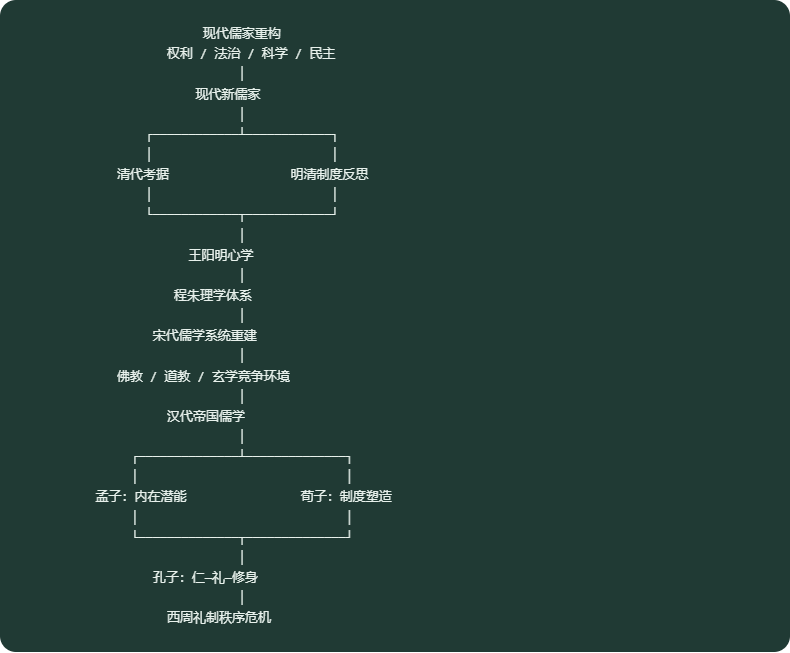 现代儒家重构
权利 / 法治 / 科学 / 民主
现代新儒家
清代考据 明清制度反思
王阳明心学
程朱理学体系
宋代儒学系统重建
佛教 / 道教 / 玄学竞争环境
汉代帝国儒学
孟子：内在潜能 荀子：制度塑造
孔子：仁—礼—修身
西周礼制秩序危机